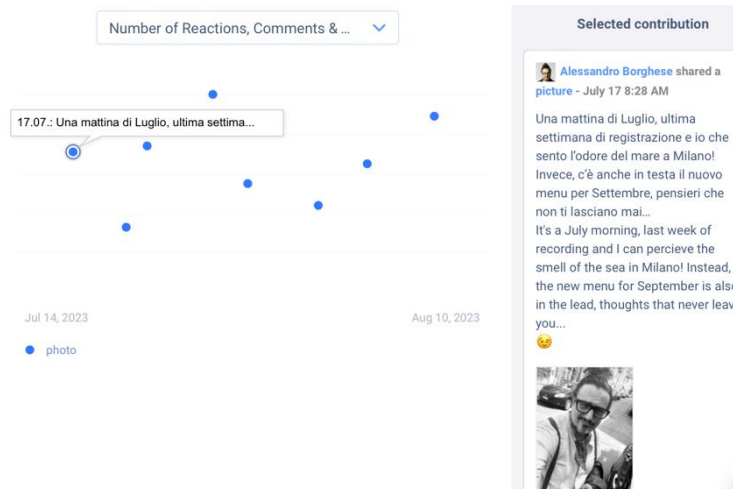 Number of Reactions, Comments & ...
17.07.: Una mattina di Luglio, ultima settima...
Jul 14, 2023
Aug 10, 2023
photo
Selected contribution
Alessandro Borghese shared a
picture - July 17 8:28 AM
Una mattina di Luglio, ultima
settimana di registrazione e io che
sento l'odore del mare a Milano!
Invece, c'è anche in testa il nuovo
menu per Settembre, pensieri che
non ti lasciano mai...
It's a July morning, last week of
recording and I can percieve the
smell of the sea in Milano! Instead,
the new menu for September is als
in the lead, thoughts that never leav
you...